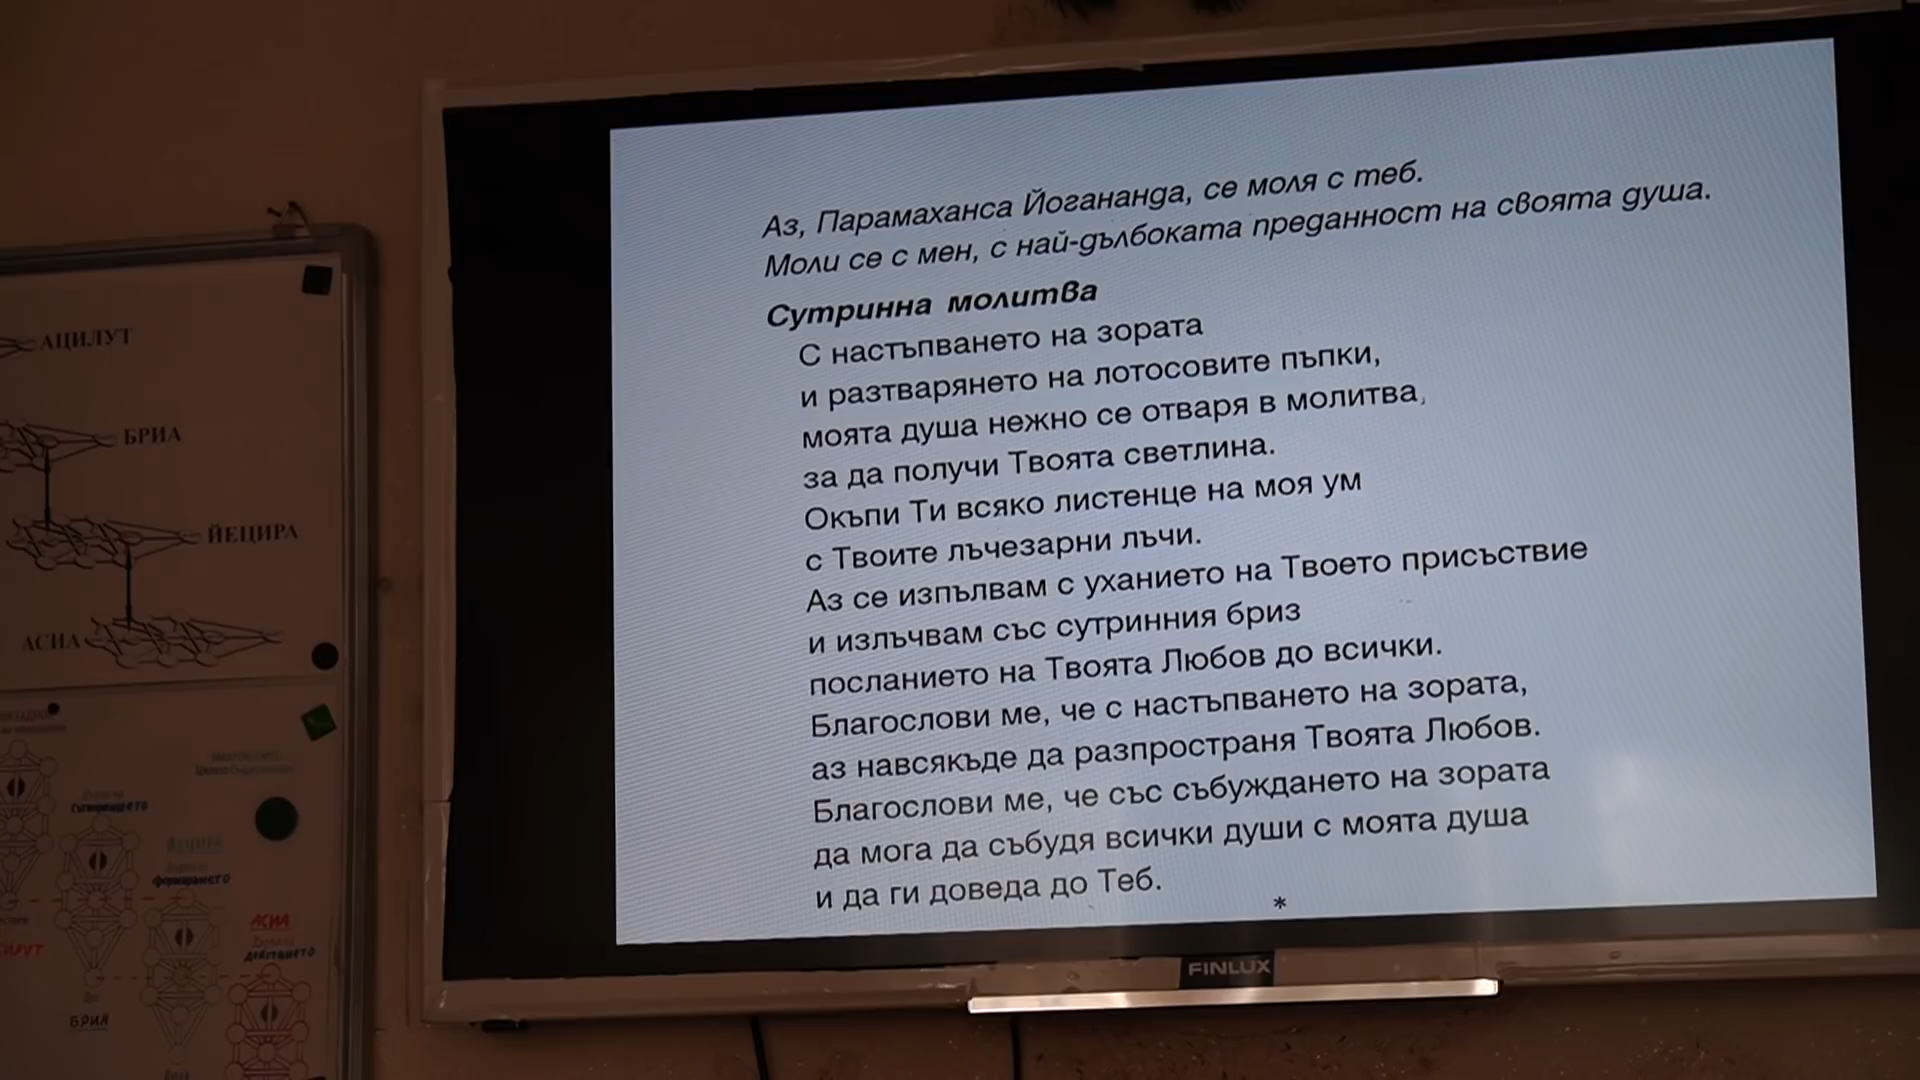 Аз, Парамаханса Йогананда, се моля с теб.
Моли се с мен, с най-дълбоката преданност на своята душа.
Сутринна молитва
С настъпването на зората
и разтварянето на лотосовите пъпки,
моята душа нежно се отваря в молитва,
за да получи Твоята светлина.
Окъпи Ти всяко листенце на моя ум
с Твоите лъчезарни лъчи.
Аз се изпълвам с уханието на Твоето присъствие
и излъчвам със сутринния бриз
посланието на Твоята Любов до всички.
Благослови ме, че с настъпването на зората,
аз навсякъде да разпространя Твоята Любов.
Благослови ме, че със събуждането на зората
да мога да събудя всички души с моята душа
и да ги доведа до Теб.
*
FINLUX
АЦИЛУТ
БРИА
ЙЕЦИРА
АСИА
Сътворението
формирането
АСИА
действието
БРИА